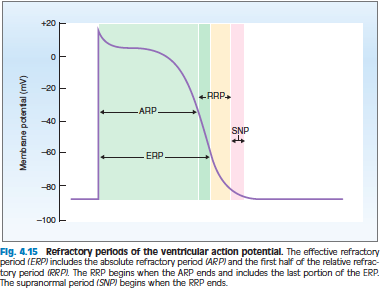 +20
0
−20
−40
−60
−80
−100
Membrane potential (mV)
RRP
ARP
SNP
ERP
Fig. 4.15 Refractory periods of the ventricular action potential. The effective refractory
period (ERP) includes the absolute refractory period (ARP) and the first half of the relative refrac-
tory period (RRP). The RRP begins when the ARP ends and includes the last portion of the ERP.
The supranormal period (SNP) begins when the RRP ends.